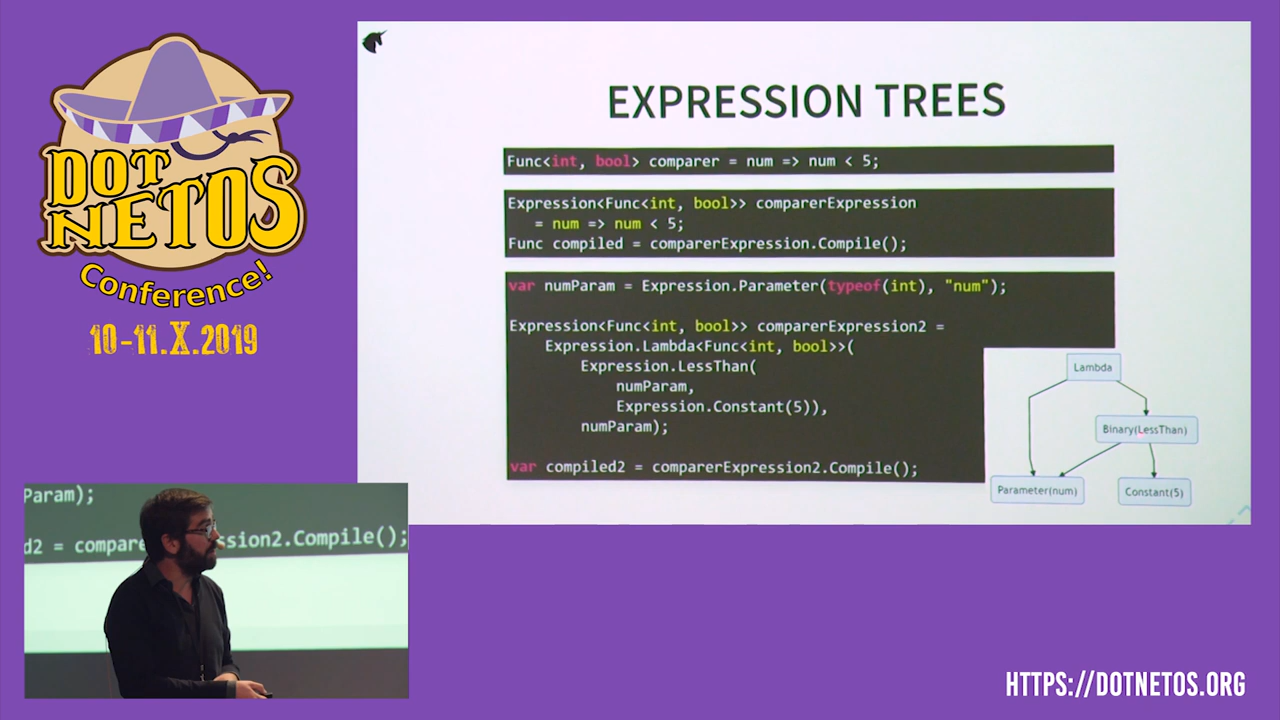 DOT
NETOS
Conference!
10-11.X.2019
EXPRESSION TREES
Func<int, bool> comparer = num => num < 5;
Expression<Func<int, bool>> comparerExpression
= num => num < 5;
Func compiled = comparerExpression.Compile();
var numParam = Expression.Parameter(typeof(int), "num");
Expression<Func<int, bool>> comparerExpression2 =
Expression.Lambda<Func<int, bool>>(
Expression.LessThan(
numParam,
Expression.Constant(5)),
numParam);
var compiled2 = comparerExpression2.Compile();
Lambda
Binary(LessThan)
Parameter(num)
Constant(5)
Param);
d2 = compare ssion2.Compile();
HTTPS://DOTNETOS.ORG